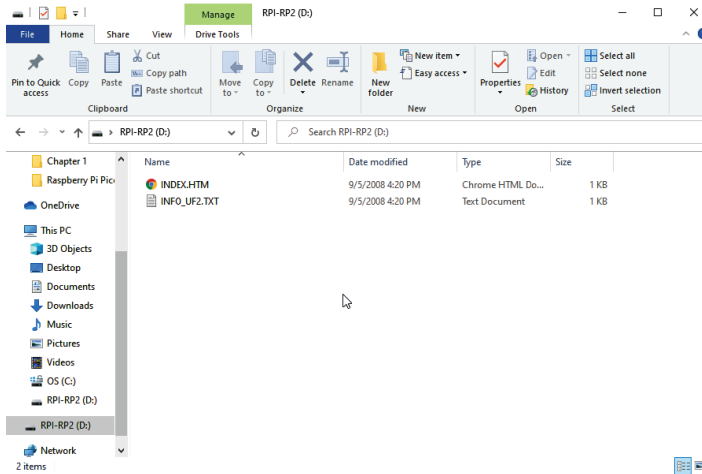 Manage RPI-RP2 (D:)
File Home Share View Drive Tools
Pin to Quick access
Copy
Paste
Cut
Copy path
Paste shortcut
Move to
Copy to
Delete
Rename
New folder
New item
Easy access
Properties
Open
Edit
History
Select all
Select none
Invert selection
Clipboard Organize New Open Select
RPI-RP2 (D:) Search RPI-RP2 (D:)
Name Date modified Type Size
INDEX.HTM 9/5/2008 4:20 PM Chrome HTML Do... 1 KB
INFO_UF2.TXT 9/5/2008 4:20 PM Text Document 1 KB
Chapter 1
Raspberry Pi Pic
OneDrive
This PC
3D Objects
Desktop
Documents
Downloads
Music
Pictures
Videos
OS (C:)
RPI-RP2 (D:)
RPI-RP2 (D:)
Network
2 items